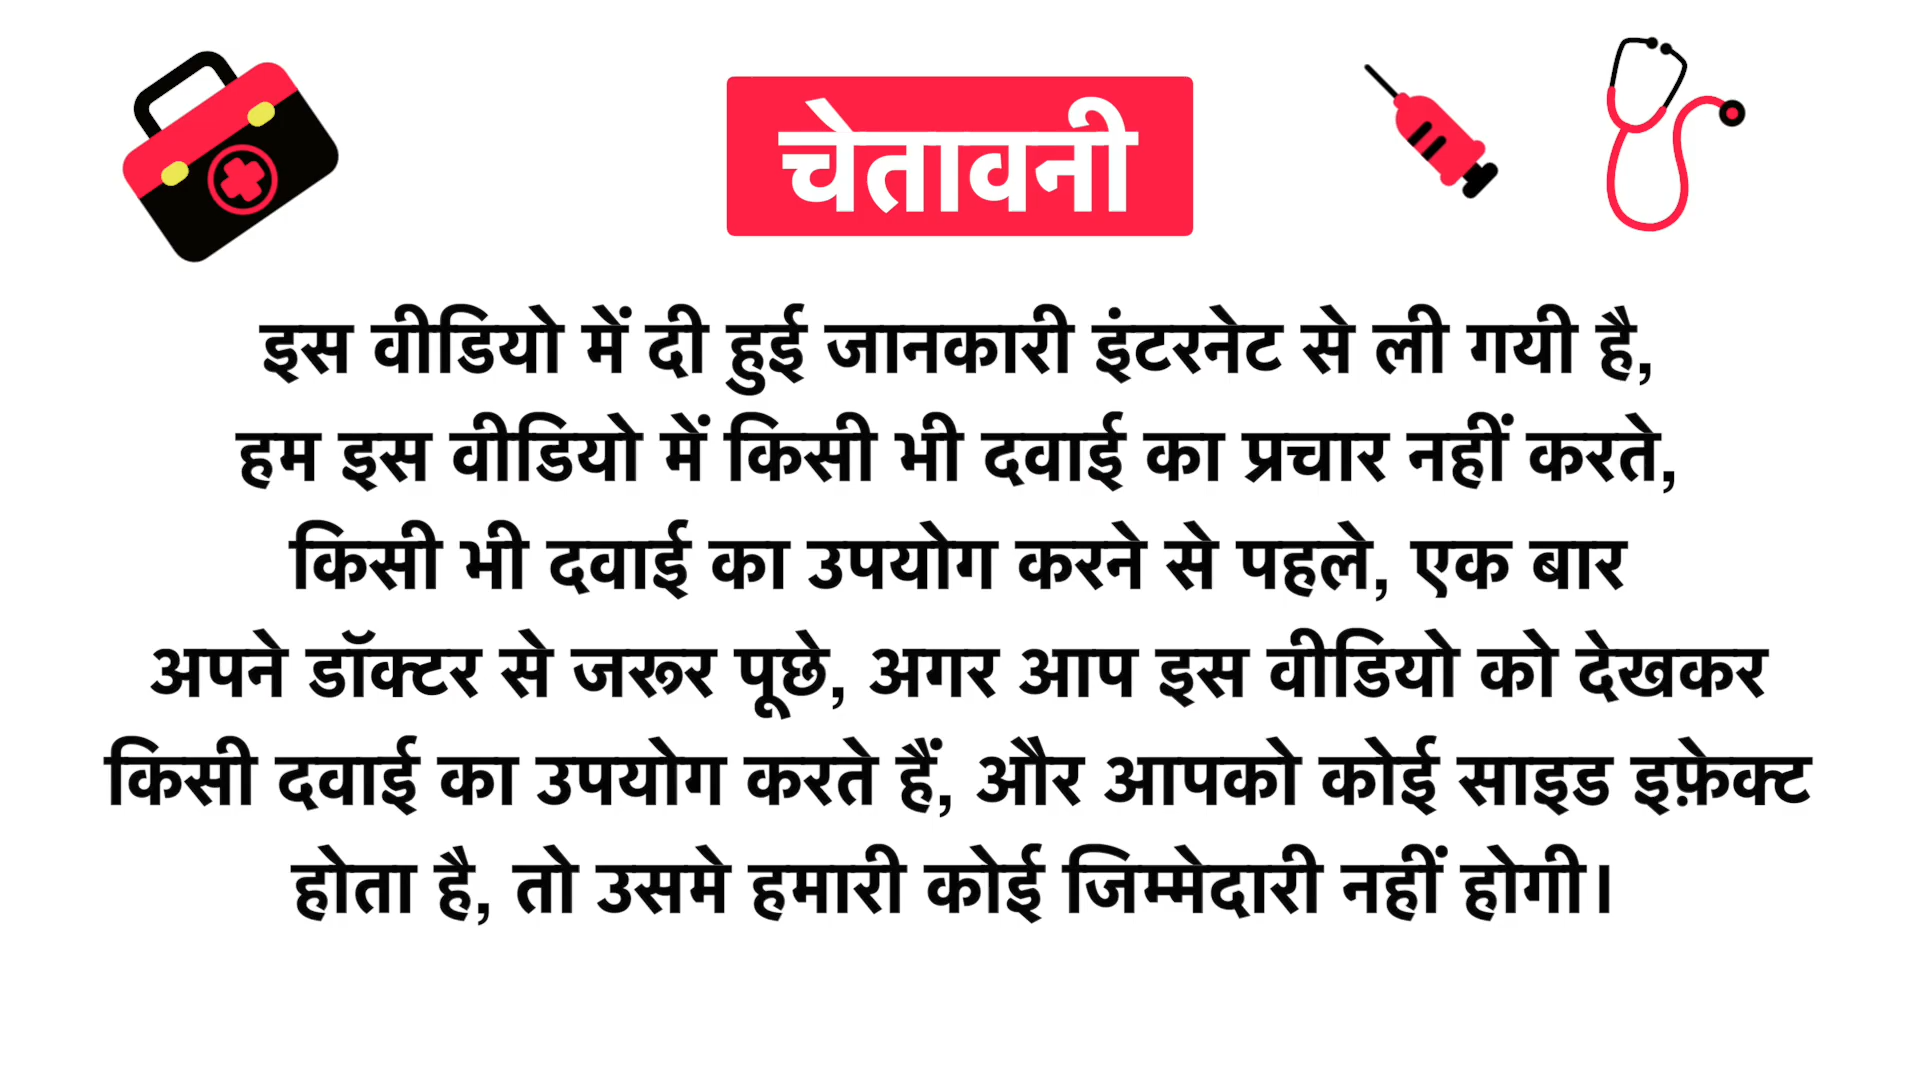 चेतावनी
इस वीडियो में दी हुई जानकारी इंटरनेट से ली गयी है,
हम इस वीडियो में किसी भी दवाई का प्रचार नहीं करते,
किसी भी दवाई का उपयोग करने से पहले, एक बार
अपने डॉक्टर से जरूर पूछे, अगर आप इस वीडियो को देखकर
किसी दवाई का उपयोग करते हैं, और आपको कोई साइड इफ़ेक्ट
होता है, तो उसमे हमारी कोई जिम्मेदारी नहीं होगी।